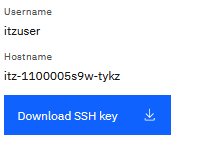 Username
itzuser
Hostname
itz-1100005s9w-tykz
Download SSH key